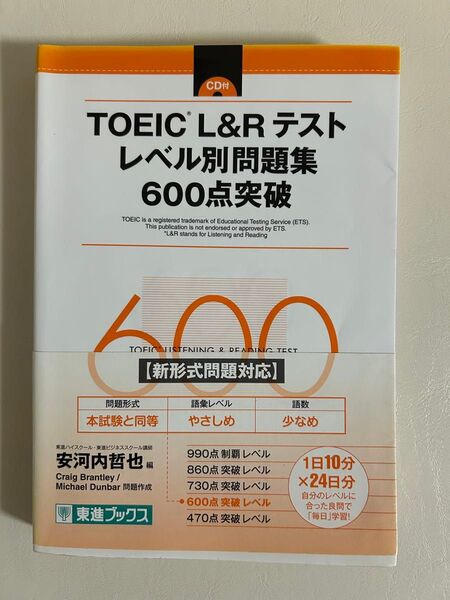 CD付
TOEIC® L&R テスト
レベル別問題集
600点突破
TOEIC is a registered trademark of Educational Testing Service (ETS).
This publication is not endorsed or approved by ETS.
*L&R stands for Listening and Reading
600
TOEIC LISTENING & READING TEST
【新形式問題対応】
問題形式 語彙レベル 語数
本試験と同等 やさしめ 少なめ
東進ハイスクール・東進ビジネススクール講師
安河内哲也 編
Craig Brantley /
Michael Dunbar 問題作成
東進ブックス
990点 制覇 レベル
860点 突破 レベル
730点 突破 レベル
600点 突破 レベル
470点 突破 レベル
1日10分
×24日分
自分のレベルに
合った良問で
「毎日」学習!